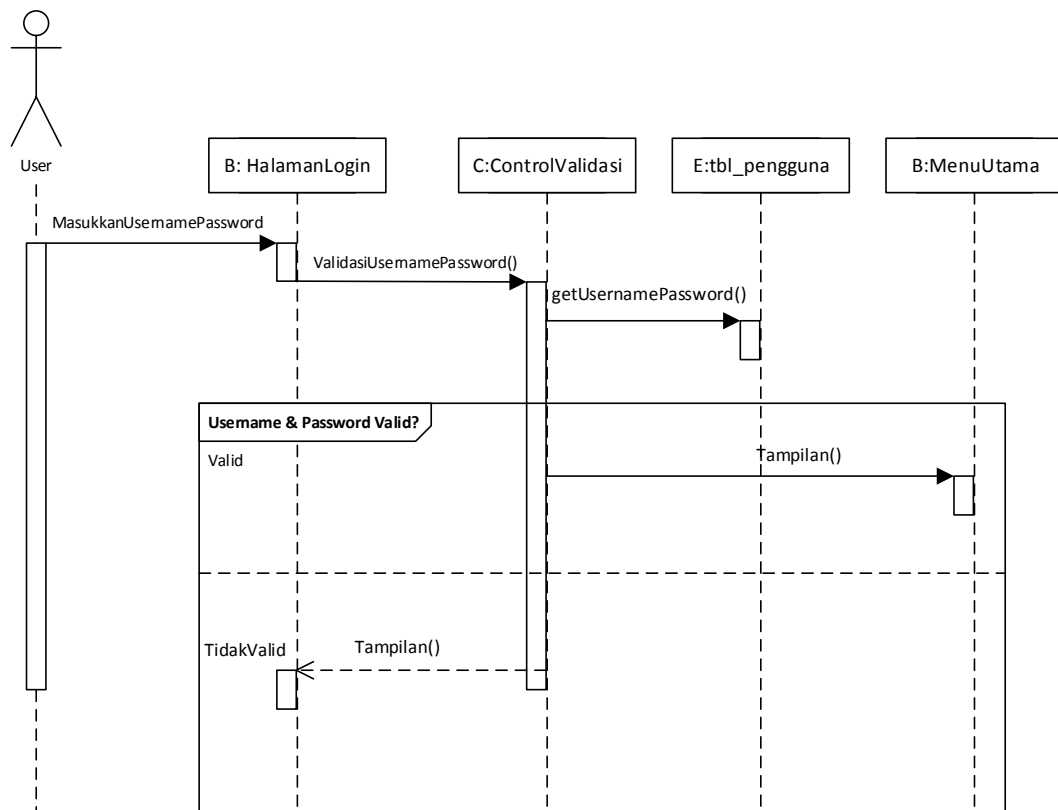 User
B: HalamanLogin
C:ControlValidasi
E:tbl_pengguna
B:MenuUtama
MasukkanUsernamePassword
ValidasiUsernamePassword()
getUsernamePassword()
Username & Password Valid?
Valid
Tampilan()
TidakValid
Tampilan()